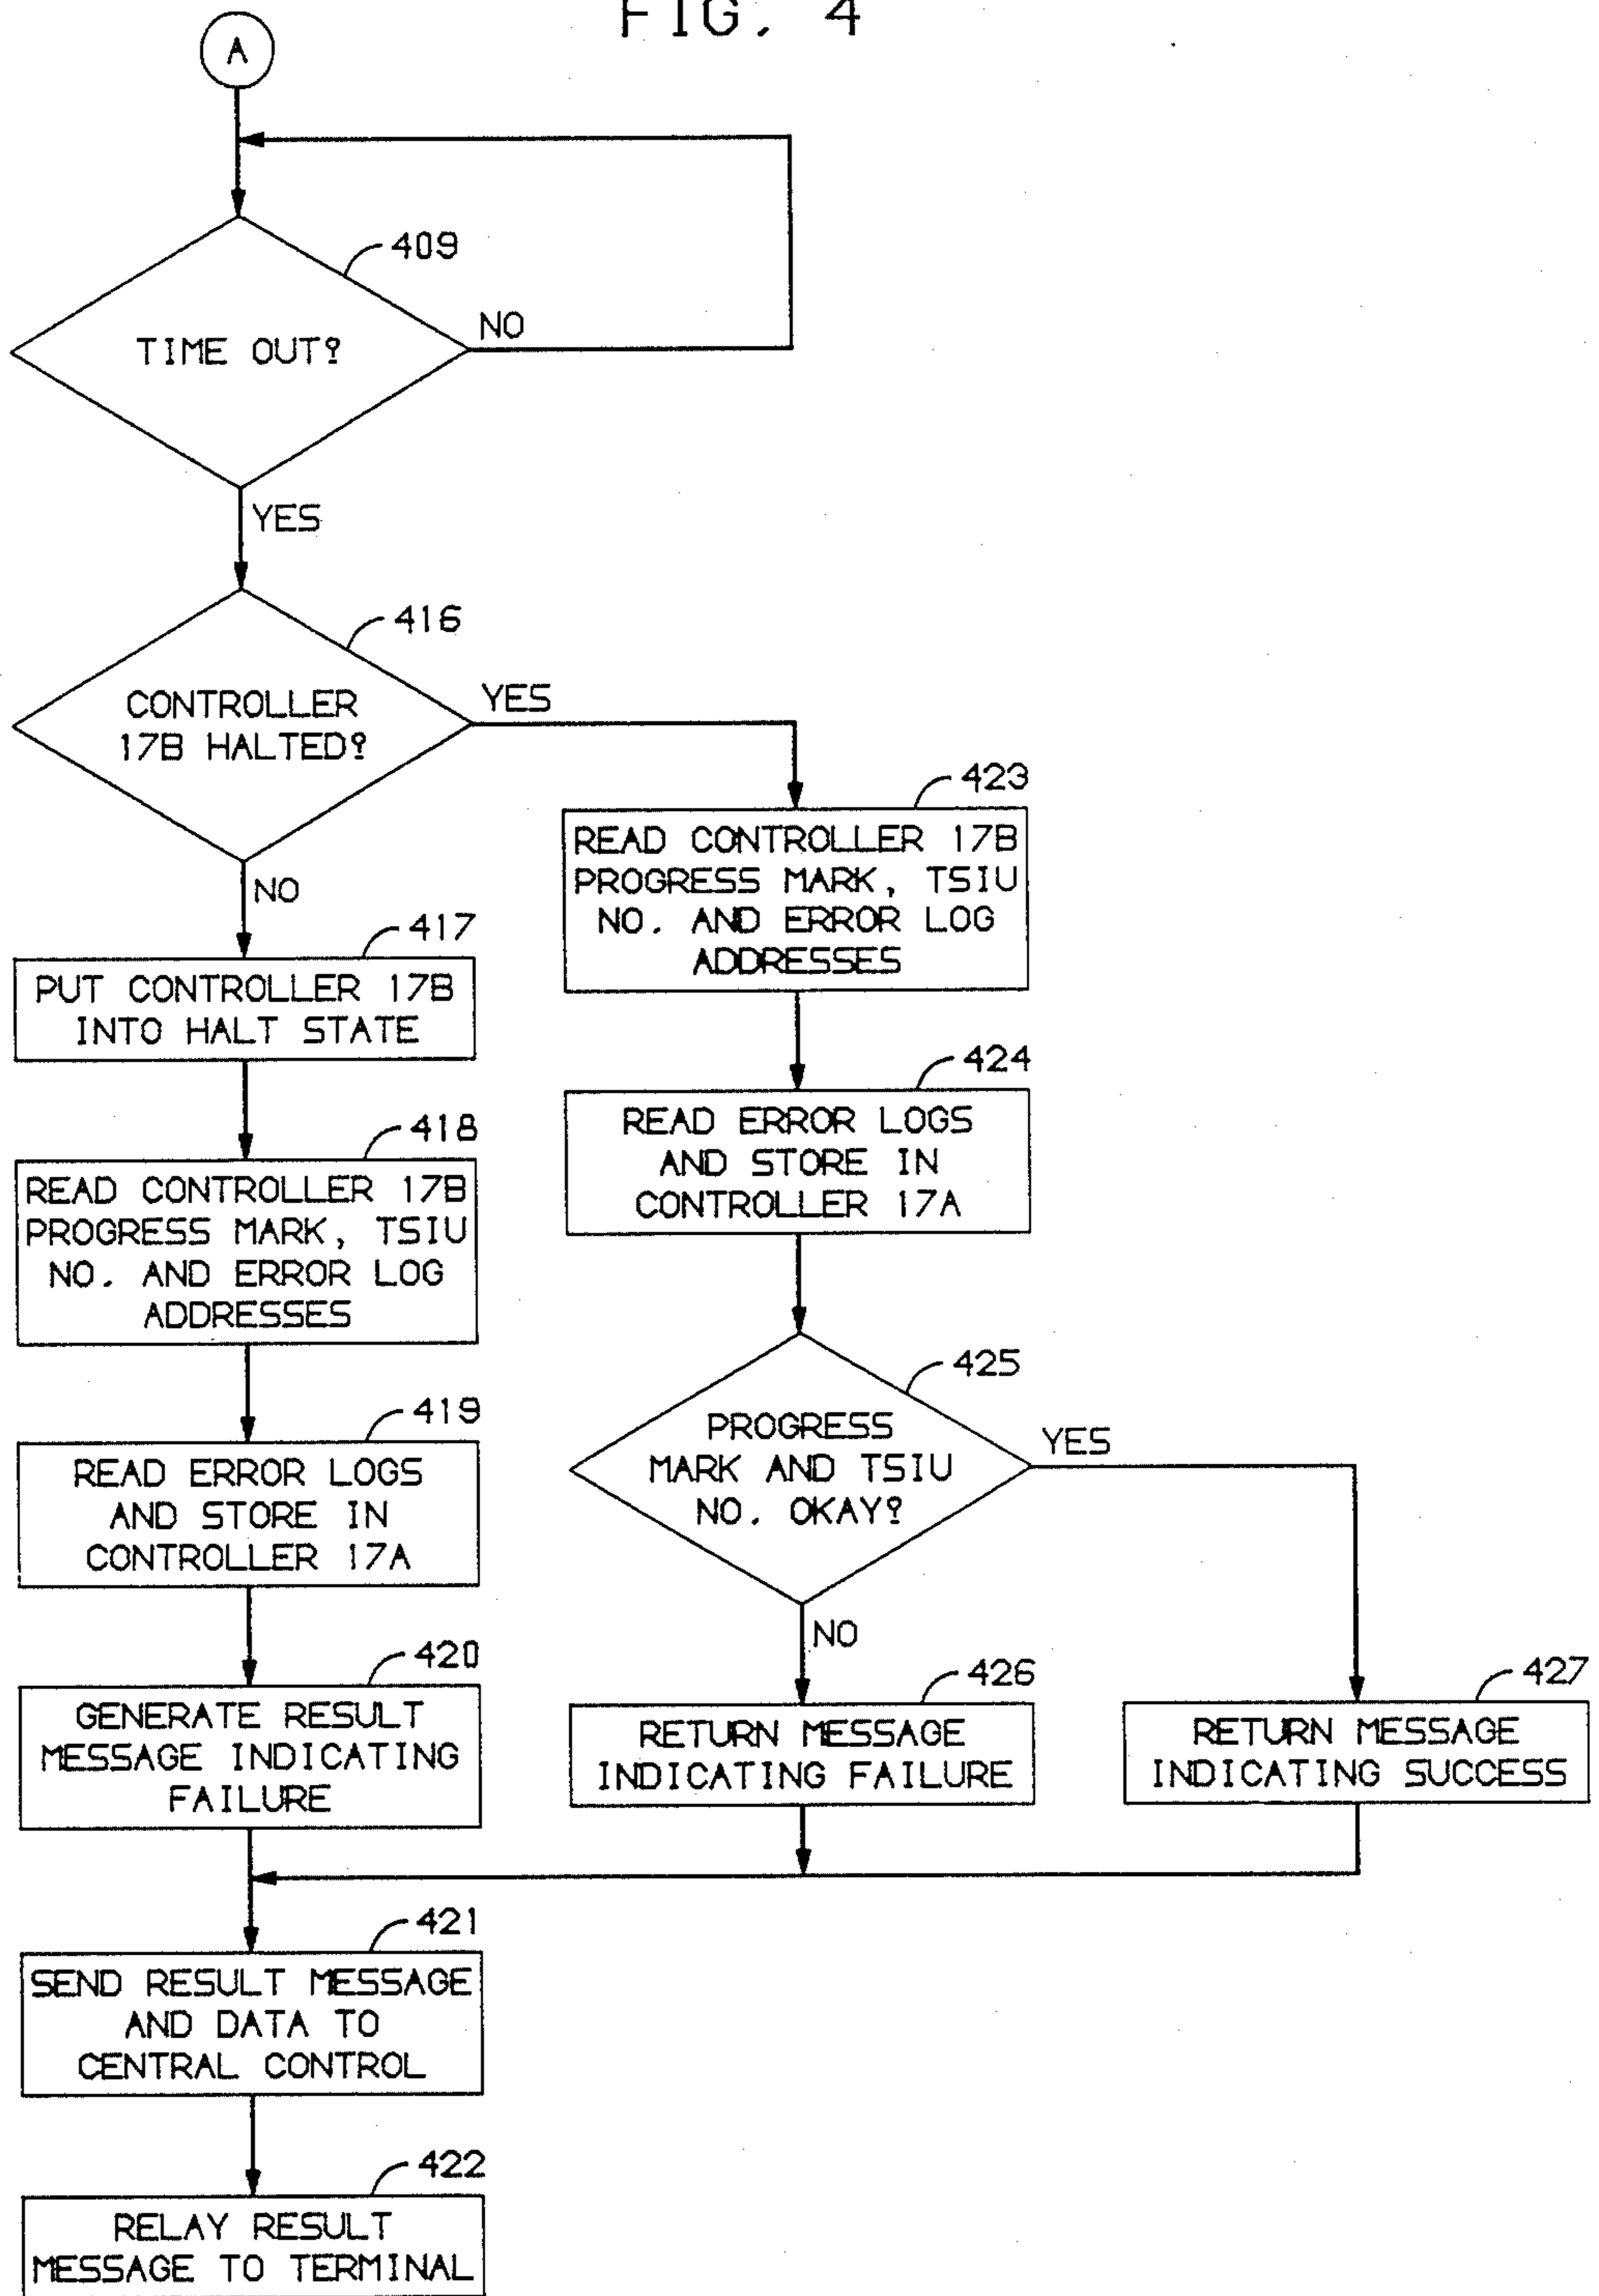 FIG. 4
A
409
TIME OUT?
NO
YES
416
CONTROLLER
17B HALTED?
YES
NO
423
READ CONTROLLER 17B
PROGRESS MARK, TSIU
NO. AND ERROR LOG
ADDRESSES
417
PUT CONTROLLER 17B
INTO HALT STATE
424
READ ERROR LOGS
AND STORE IN
CONTROLLER 17A
418
READ CONTROLLER 17B
PROGRESS MARK, TSIU
NO. AND ERROR LOG
ADDRESSES
425
PROGRESS
MARK AND TSIU
NO. OKAY?
YES
NO
419
READ ERROR LOGS
AND STORE IN
CONTROLLER 17A
420
GENERATE RESULT
MESSAGE INDICATING
FAILURE
426
RETURN MESSAGE
INDICATING FAILURE
427
RETURN MESSAGE
INDICATING SUCCESS
421
SEND RESULT MESSAGE
AND DATA TO
CENTRAL CONTROL
422
RELAY RESULT
MESSAGE TO TERMINAL